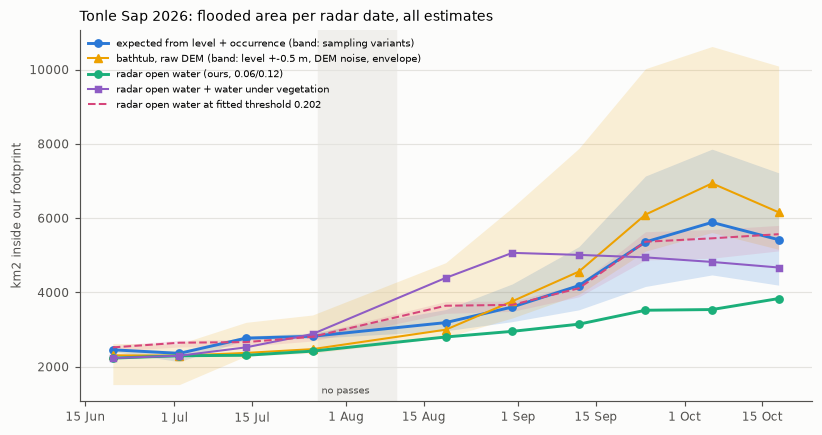 Tonle Sap 2026: flooded area per radar date, all estimates
expected from level + occurrence (band: sampling variants)
bathtub, raw DEM (band: level +-0.5 m, DEM noise, envelope)
radar open water (ours, 0.06/0.12)
radar open water + water under vegetation
radar open water at fitted threshold 0.202
km2 inside our footprint
10000
8000
6000
4000
2000
no passes
15 Jun
1 Jul
15 Jul
1 Aug
15 Aug
1 Sep
15 Sep
1 Oct
15 Oct